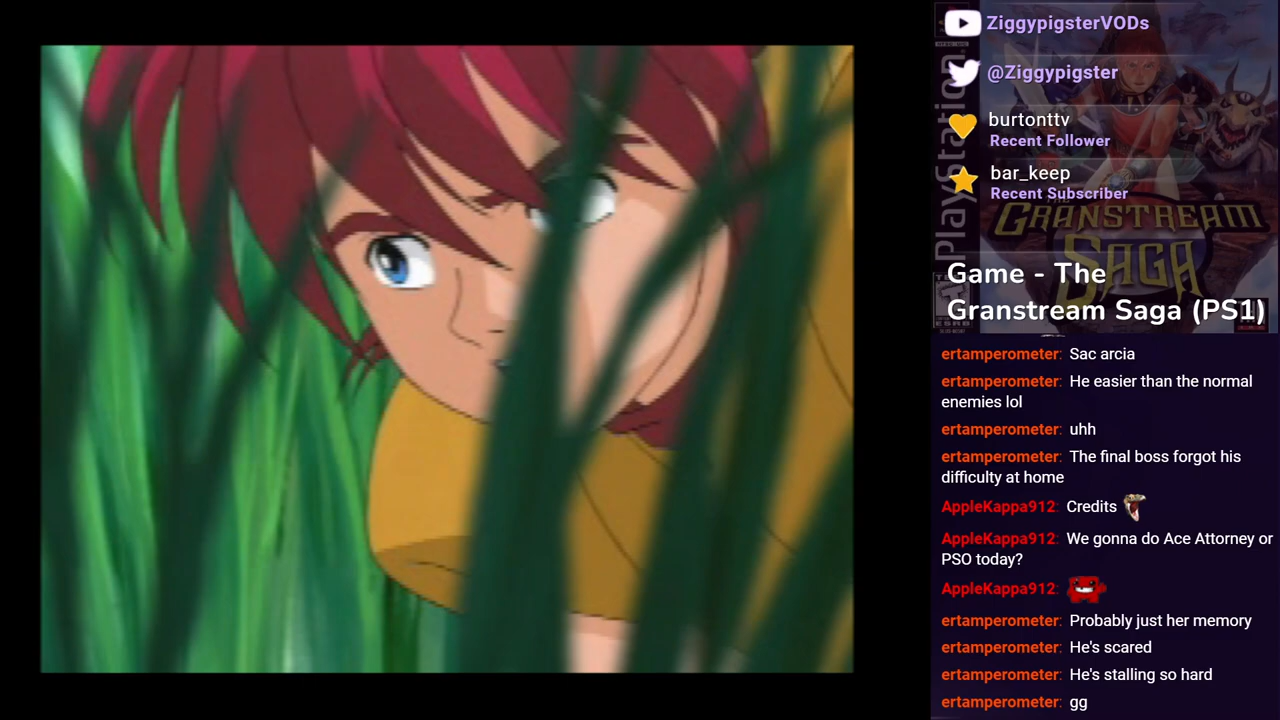 ZiggypigsterVODs
@Ziggypigster
burtonttv
Recent Follower
bar_keep
Recent Subscriber
PlayStation
GRANSTREAM
SAGA
Game - The
Granstream Saga (PS1)
ertamperometer: Sac arcia
ertamperometer: He easier than the normal
enemies lol
ertamperometer: uhh
ertamperometer: The final boss forgot his
difficulty at home
AppleKappa912: Credits
AppleKappa912: We gonna do Ace Attorney or
PSO today?
AppleKappa912:
ertamperometer: Probably just her memory
ertamperometer: He's scared
ertamperometer: He's stalling so hard
ertamperometer: gg